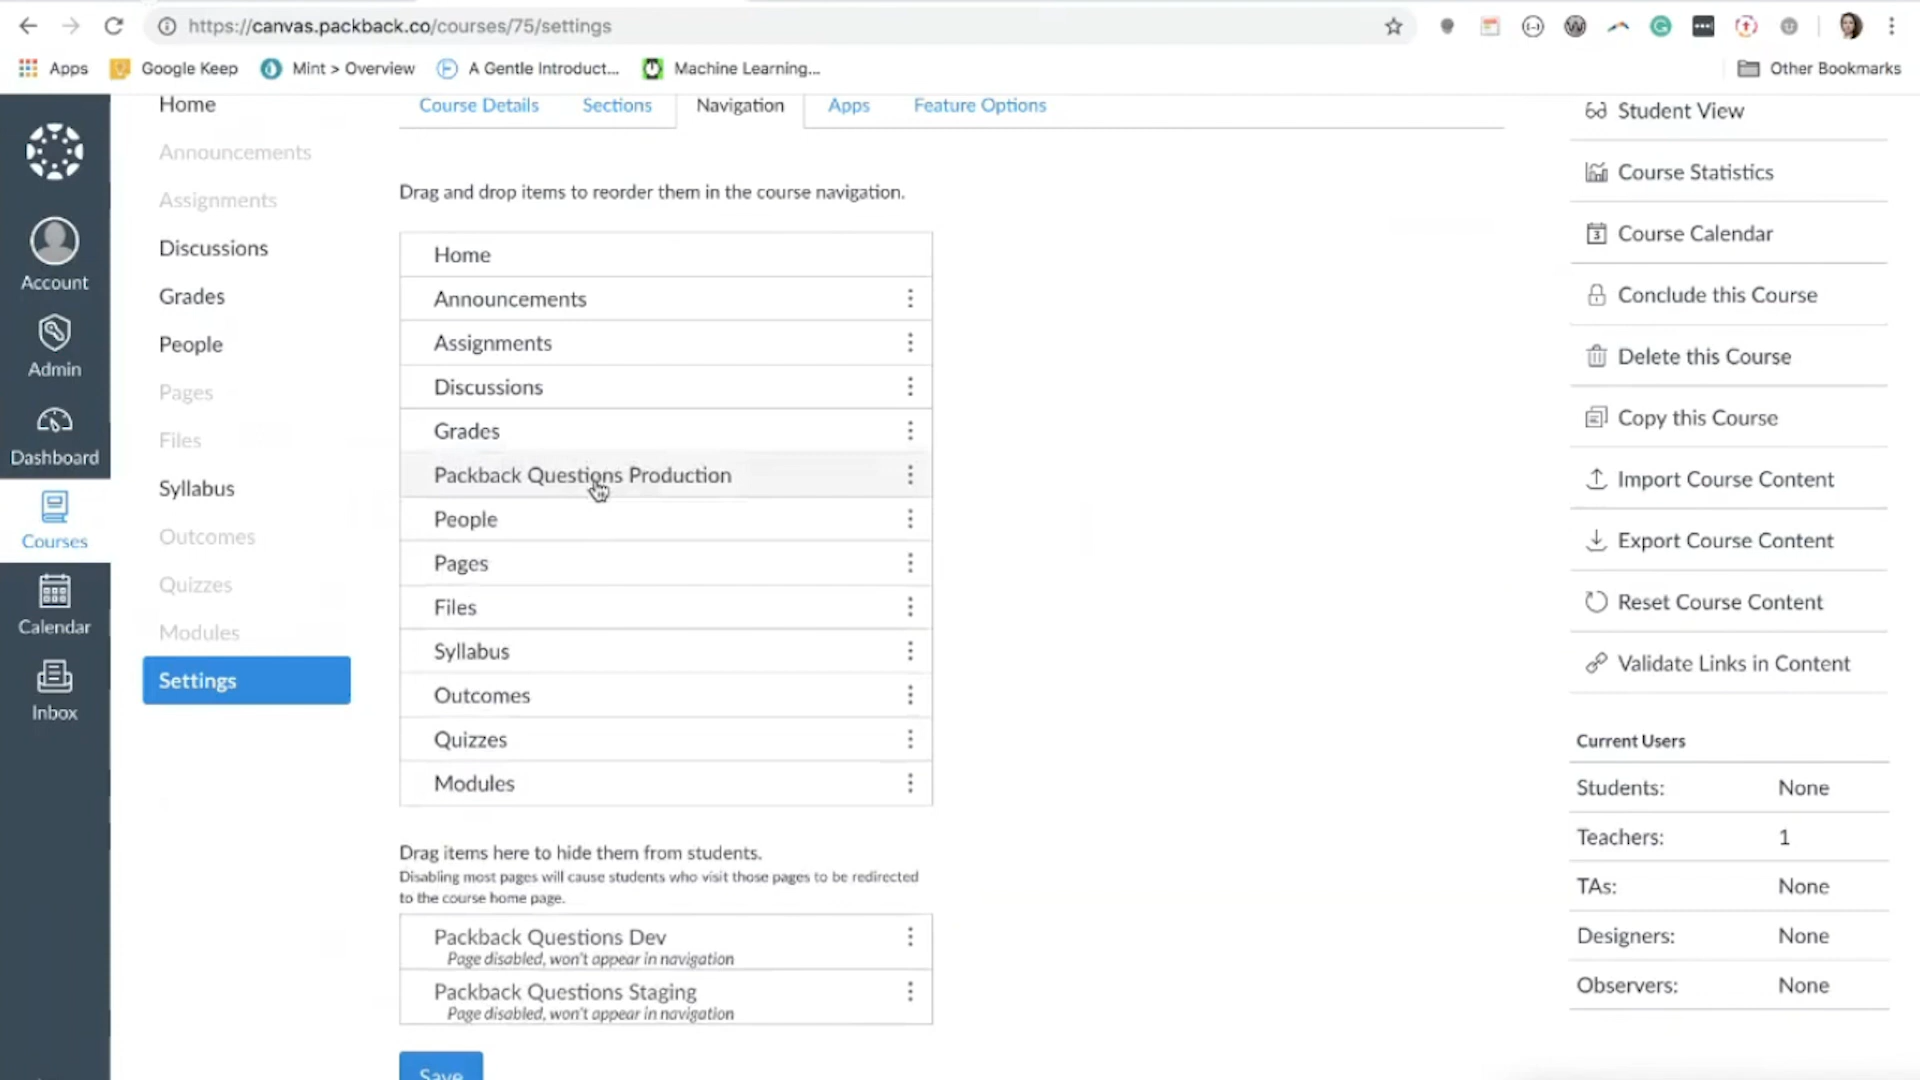 https://canvas.packback.co/courses/75/settings
Apps
Google Keep
Mint > Overview
A Gentle Introduct...
Machine Learning...
Other Bookmarks
Account
Admin
Dashboard
Courses
Calendar
Inbox
Home
Announcements
Assignments
Discussions
Grades
People
Pages
Files
Syllabus
Outcomes
Quizzes
Modules
Settings
Course Details
Sections
Navigation
Apps
Feature Options
Drag and drop items to reorder them in the course navigation.
Home
Announcements
Assignments
Discussions
Grades
Packback Questions Production
People
Pages
Files
Syllabus
Outcomes
Quizzes
Modules
Drag items here to hide them from students.
Disabling most pages will cause students who visit those pages to be redirected
to the course home page.
Packback Questions Dev
Page disabled, won't appear in navigation
Packback Questions Staging
Page disabled, won't appear in navigation
Save
Student View
Course Statistics
3
Course Calendar
Conclude this Course
Delete this Course
Copy this Course
Import Course Content
Export Course Content
Reset Course Content
Validate Links in Content
Current Users
Students: None
Teachers: 1
TAs: None
Designers: None
Observers: None